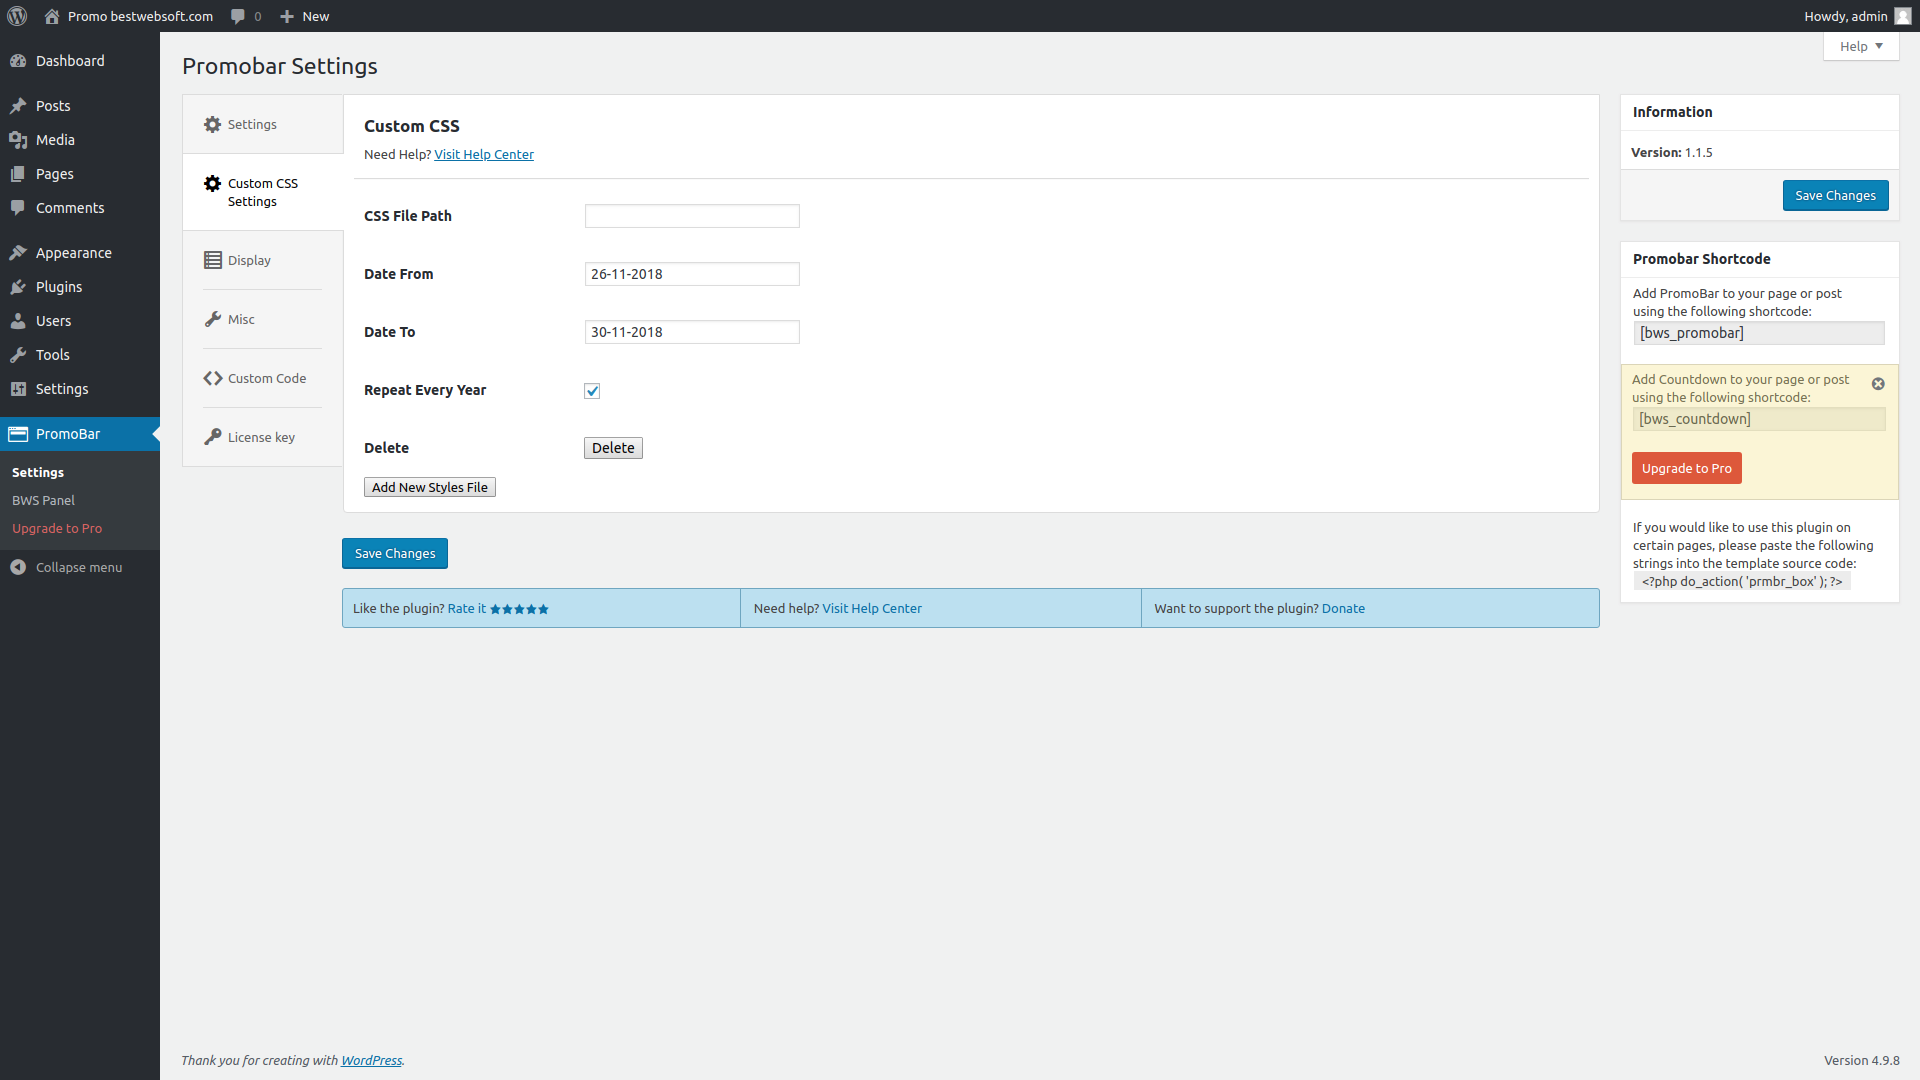 Promo bestwebsoft.com 0 New Howdy, admin
Help
Dashboard
Posts
Media
Pages
Comments
Appearance
Plugins
Users
Tools
Settings
PromoBar
Settings
BWS Panel
Upgrade to Pro
Collapse menu
Promobar Settings
Settings
Custom CSS
Settings
Display
Misc
Custom Code
License key
Custom CSS
Need Help? Visit Help Center
CSS File Path
Date From 26-11-2018
Date To 30-11-2018
Repeat Every Year
Delete Delete
Add New Styles File
Save Changes
Like the plugin? Rate it
Need help? Visit Help Center
Want to support the plugin? Donate
Information
Version: 1.1.5
Save Changes
Promobar Shortcode
Add PromoBar to your page or post
using the following shortcode:
[bws_promobar]
Add Countdown to your page or post
using the following shortcode:
[bws_countdown]
Upgrade to Pro
If you would like to use this plugin on
certain pages, please paste the following
strings into the template source code:
<?php do_action( 'prmbr_box' ); ?>
Thank you for creating with WordPress.
Version 4.9.8